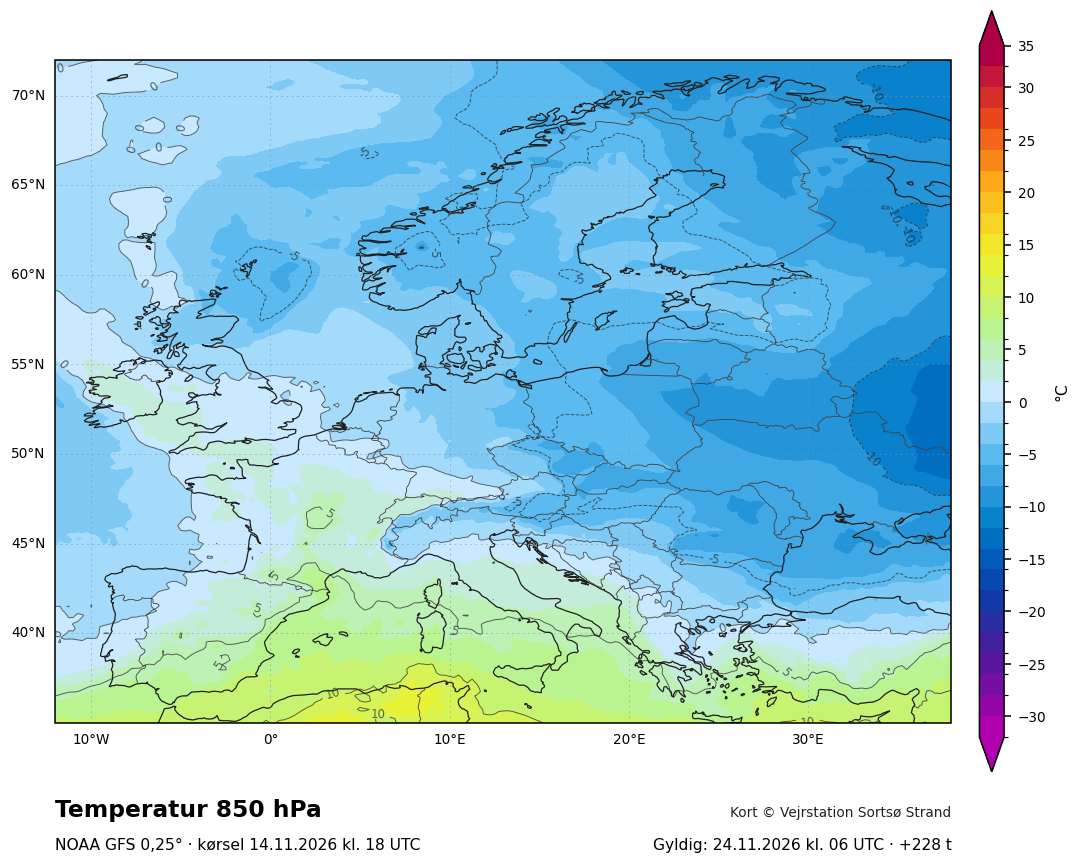 70°N
65°N
60°N
55°N
50°N
45°N
40°N
10°W 0° 10°E 20°E 30°E
35
30
25
20
15
10
5
0
−5
−10
−15
−20
−25
−30
°C
Temperatur 850 hPa
Kort © Vejrstation Sortsø Strand
NOAA GFS 0,25° · kørsel 14.11.2026 kl. 18 UTC
Gyldig: 24.11.2026 kl. 06 UTC · +228 t